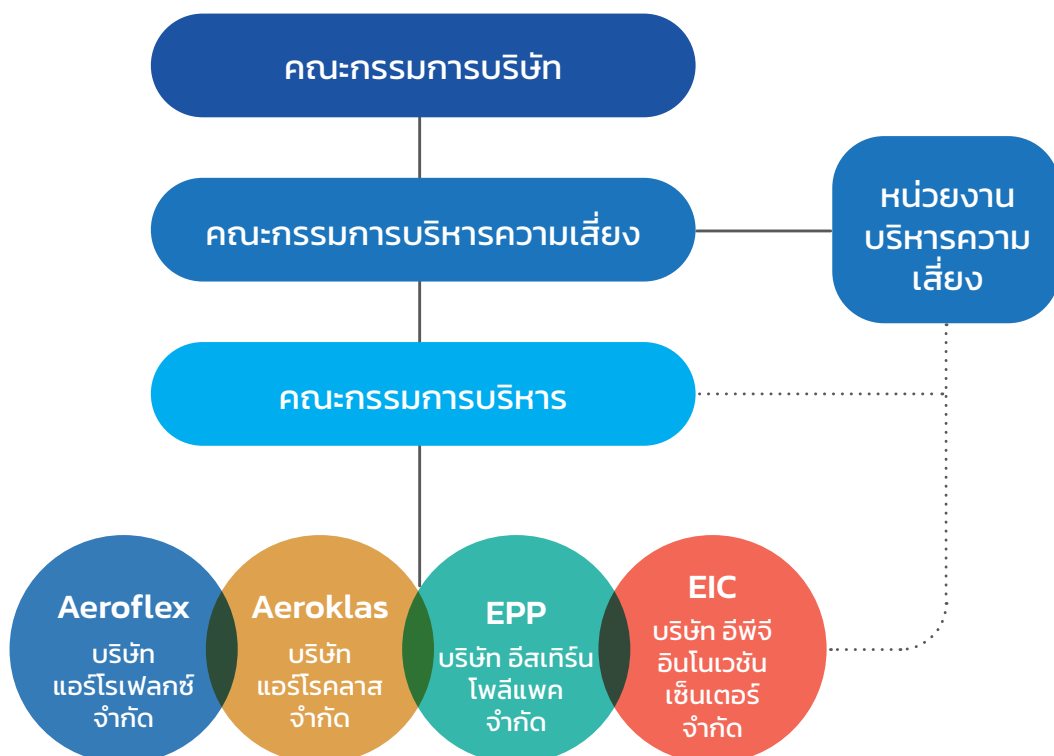 คณะกรรมการบริษัท
คณะกรรมการบริหารความเสี่ยง
หน่วยงาน
บริหารความ
เสี่ยง
คณะกรรมการบริหาร
Aeroflex
บริษัท
แอร์โรเฟลกซ์
จำกัด
Aeroklas
บริษัท
แอร์โรคลาส
จำกัด
EPP
บริษัท อีสเทิร์น
โพลีแพค
จำกัด
EIC
บริษัท อีพีจี
อินโนเวชัน
เซ็นเตอร์
จำกัด